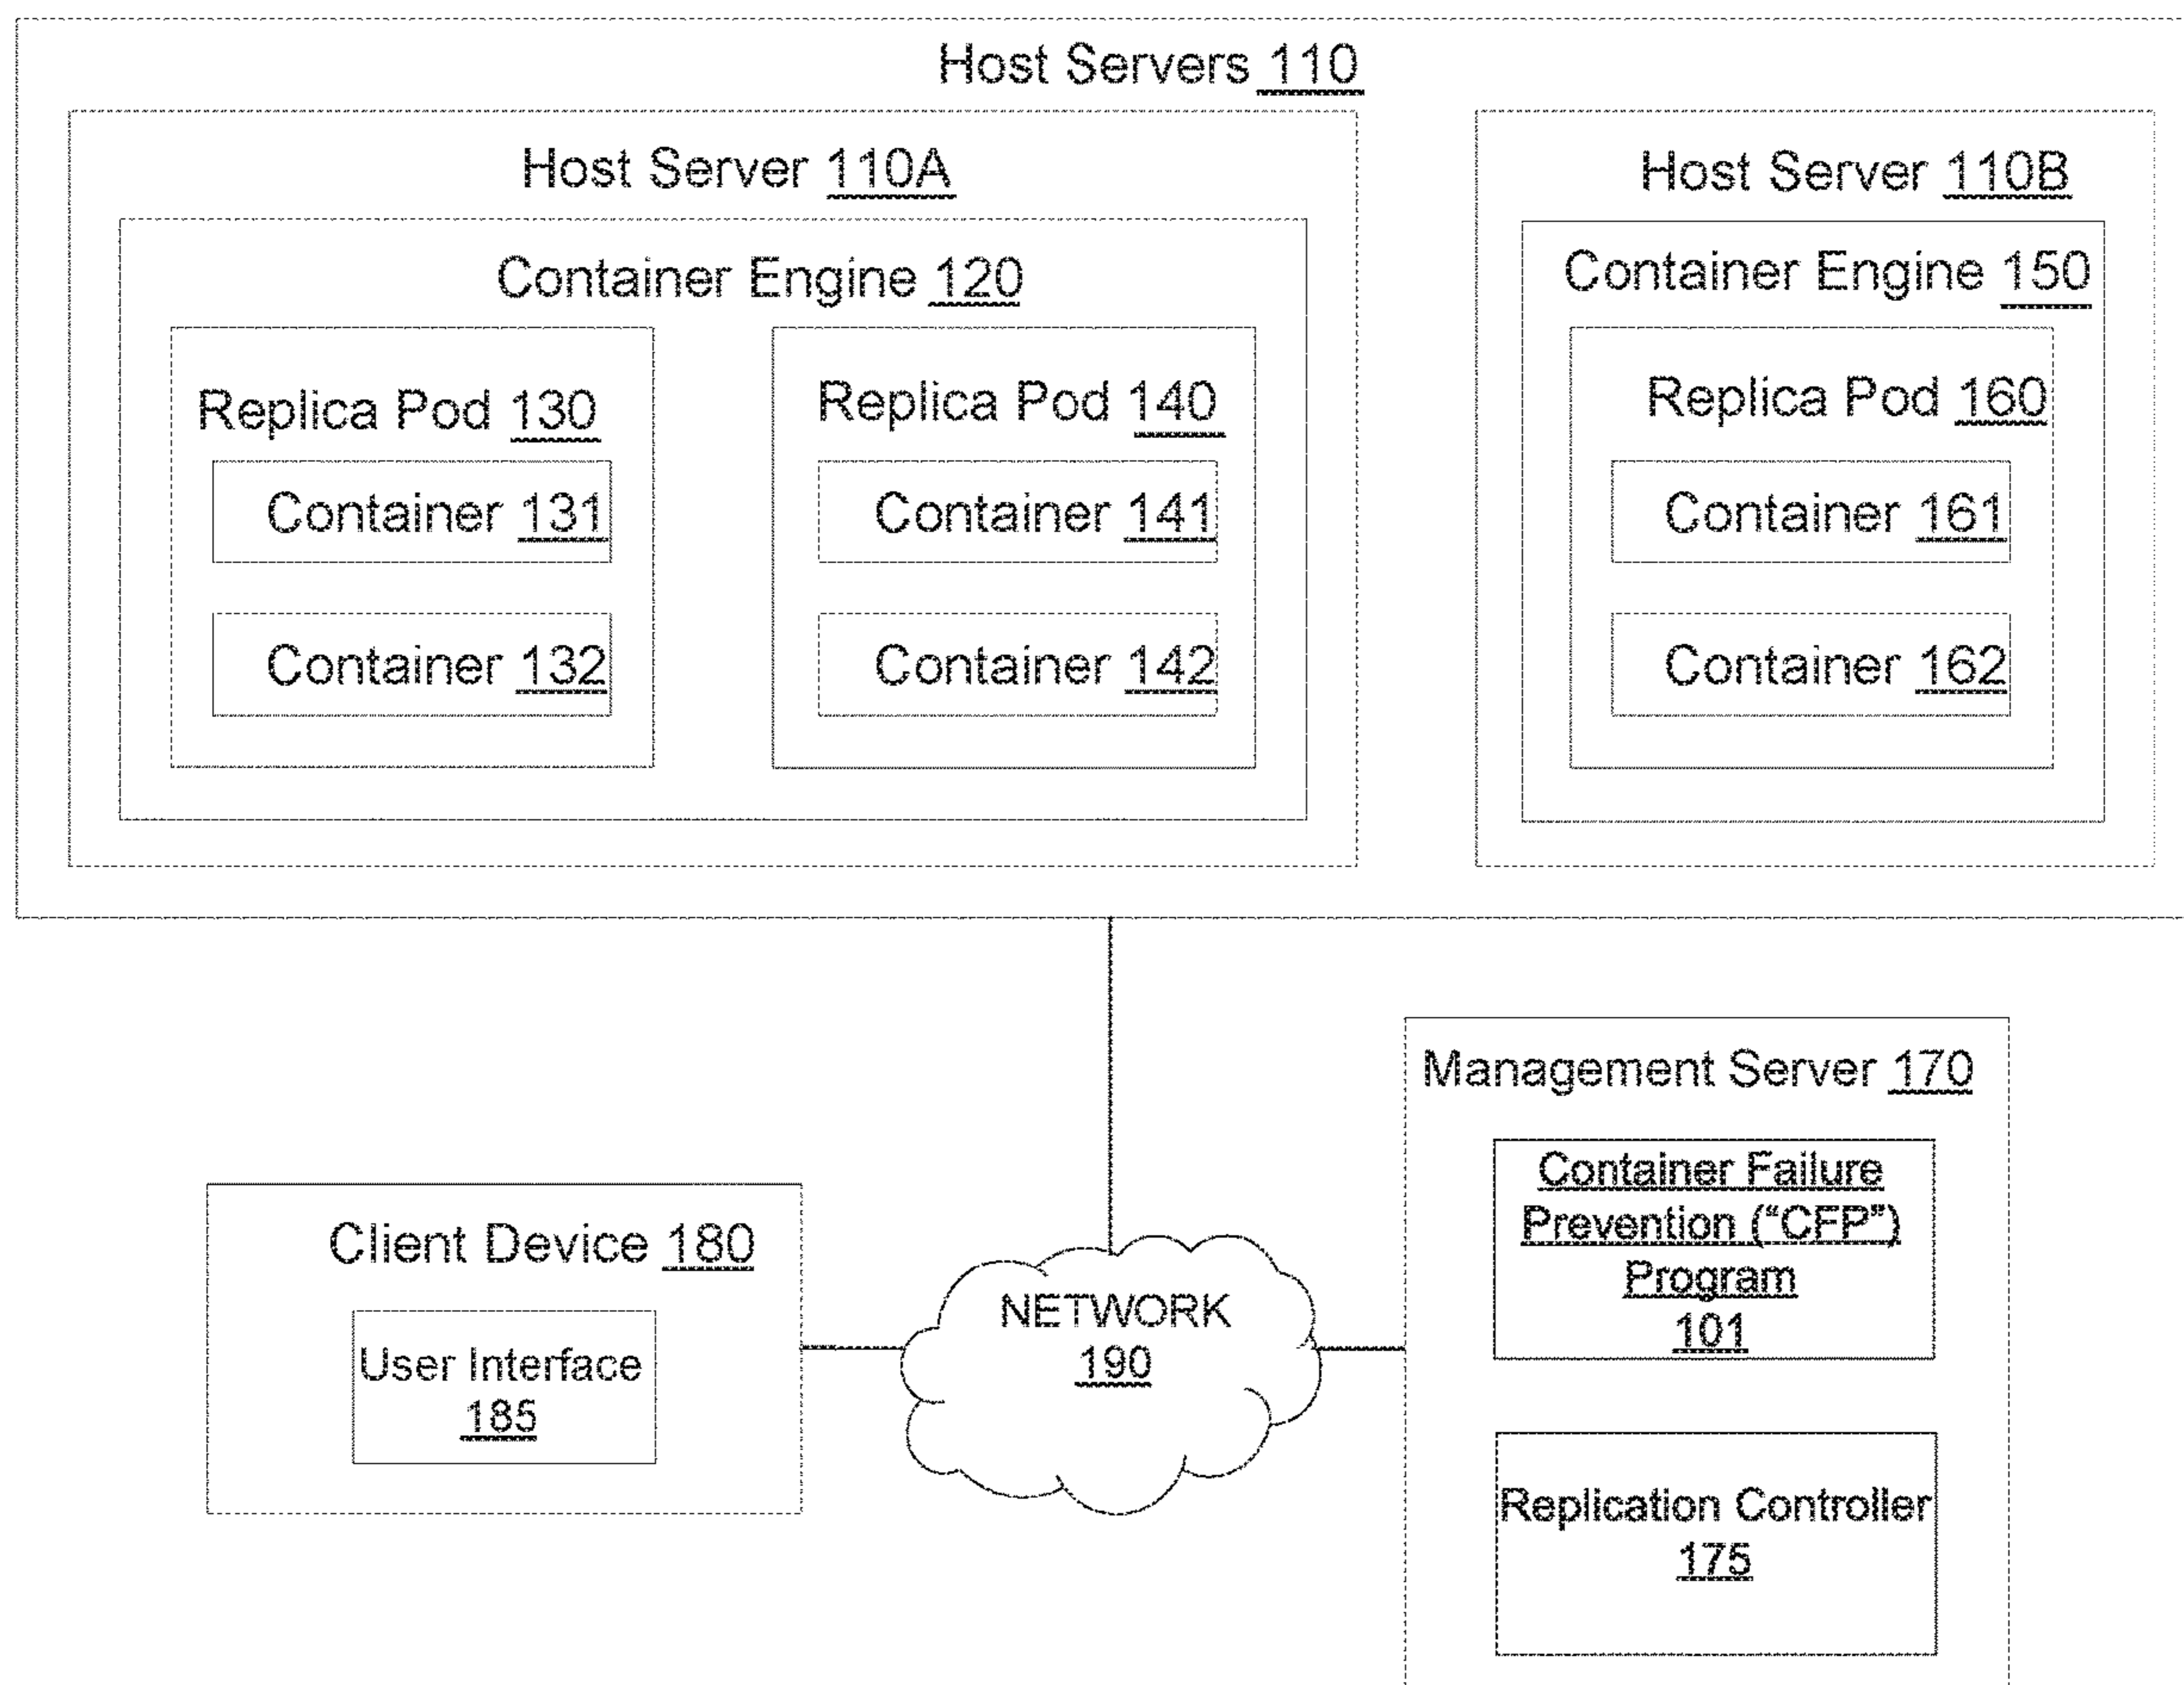 Host Servers 110
Host Server 110A
Container Engine 120
Replica Pod 130
Container 131
Container 132
Replica Pod 140
Container 141
Container 142
Host Server 110B
Container Engine 150
Replica Pod 160
Container 161
Container 162
Client Device 180
User Interface
185
NETWORK
190
Management Server 170
Container Failure
Prevention ("CFP")
Program
101
Replication Controller
175